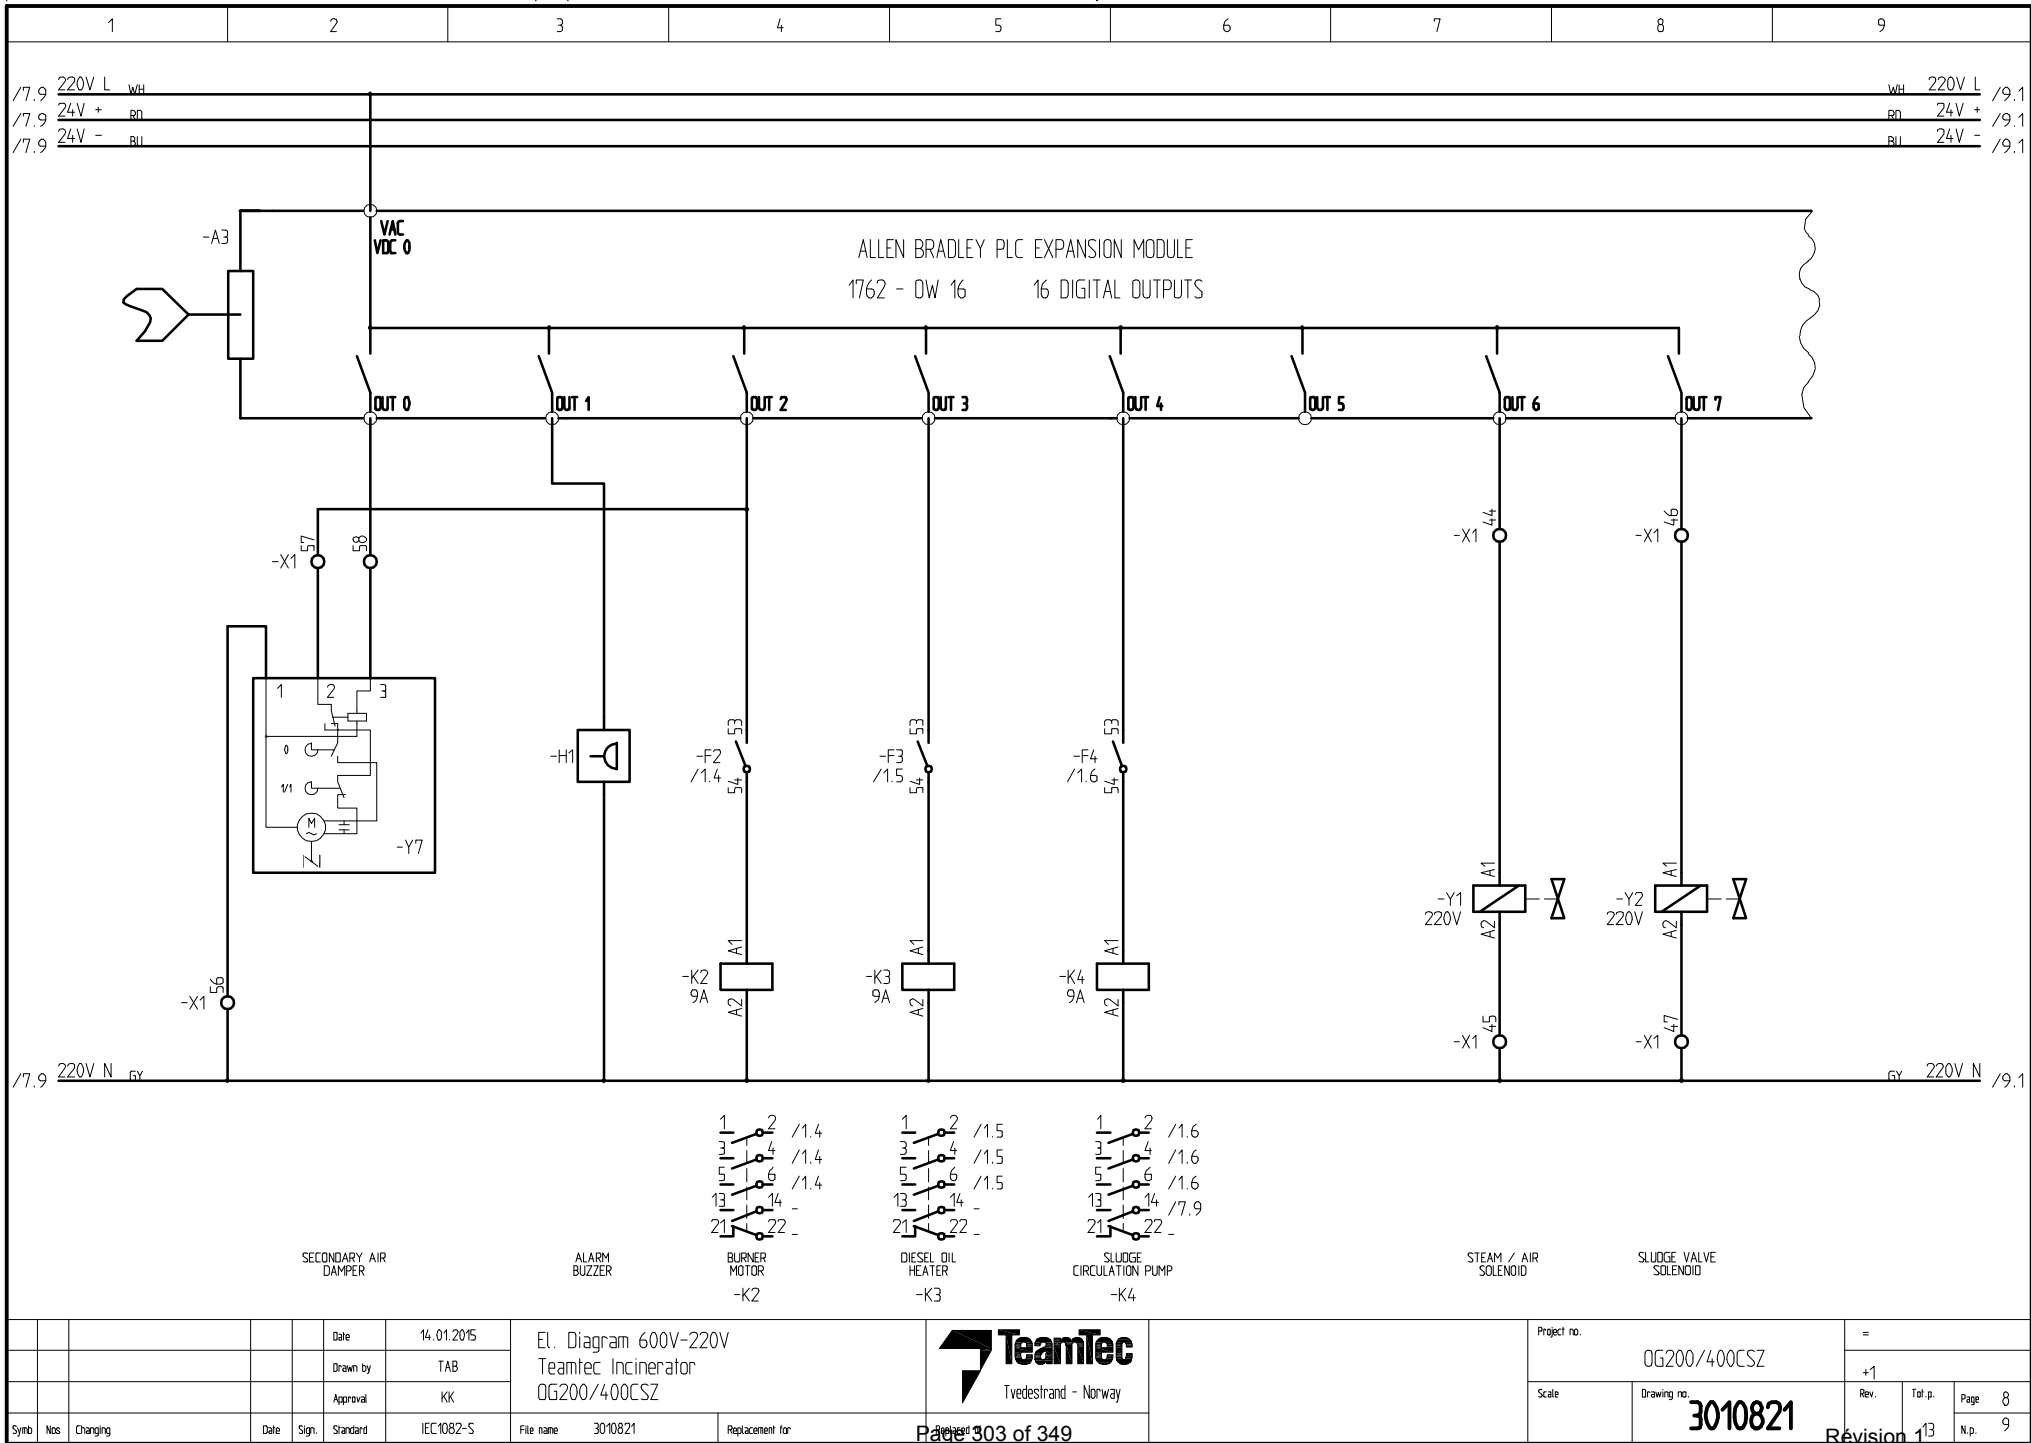 1 2 3 4 5 6 7 8 9
/7.9 220V L WH WH 220V L /9.1
/7.9 24V + RD RD 24V + /9.1
/7.9 24V - BU BU 24V - /9.1
-A3
VAC
VDC 0
ALLEN BRADLEY PLC EXPANSION MODULE
1762 - OW 16 16 DIGITAL OUTPUTS
OUT 0 OUT 1 OUT 2 OUT 3 OUT 4 OUT 5 OUT 6 OUT 7
-X1 57 58
-X1 44
-X1 46
1 2 3
0
1/1
M
~
-Y7
-H1
-F2
/1.4
53
54
-F3
/1.5
53
54
-F4
/1.6
53
54
-Y1
220V
A1
A2
-Y2
220V
A1
A2
-K2
9A
A1
A2
-K3
9A
A1
A2
-K4
9A
A1
A2
-X1 56
-X1 45
-X1 47
/7.9 220V N GY GY 220V N /9.1
1 2 /1.4
3 4 /1.4
5 6 /1.4
13 14 -
21 22 -
1 2 /1.5
3 4 /1.5
5 6 /1.5
13 14 -
21 22 -
1 2 /1.6
3 4 /1.6
5 6 /1.6
13 14 /7.9
21 22 -
SECONDARY AIR
DAMPER
ALARM
BUZZER
BURNER
MOTOR
-K2
DIESEL OIL
HEATER
-K3
SLUDGE
CIRCULATION PUMP
-K4
STEAM / AIR
SOLENOID
SLUDGE VALVE
SOLENOID
Date 14.01.2015
Drawn by TAB
Approval KK
Symb Nos Changing Date Sign. Standard IEC1082-S
El. Diagram 600V-220V
Teamtec Incinerator
OG200/400CSZ
File name 3010821
Replacement for
TeamTec
Tvedestrand - Norway
Page 303 of 349
Project no.
OG200/400CSZ
=
+1
Scale
Drawing no.
3010821
Rev.
Tot.p.
13
Page 8
N.p. 9
Révision 1